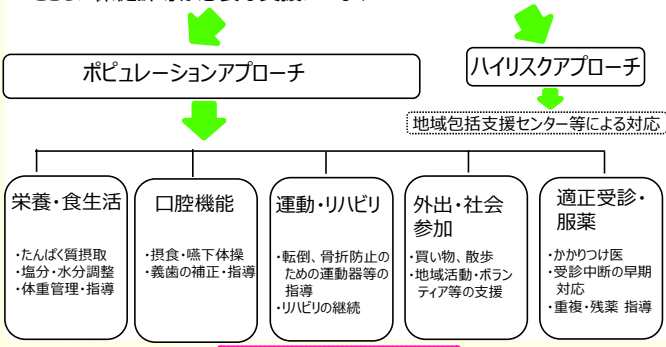 ポピュレーションアプローチ
ハイリスクアプローチ
地域包括支援センター等による対応
栄養・食生活
・たんぱく質摂取
・塩分・水分調整
・体重管理・指導
口腔機能
・摂食・嚥下体操
・義歯の補正・指導
運動・リハビリ
・転倒、骨折防止の
ための運動器等の
指導
・リハビリの継続
外出・社会
参加
・買い物、散歩
・地域活動・ボラン
ティア等の支援
適正受診・
服薬
・かかりつけ医
・受診中断の早期
対応
・重複・残薬 指導